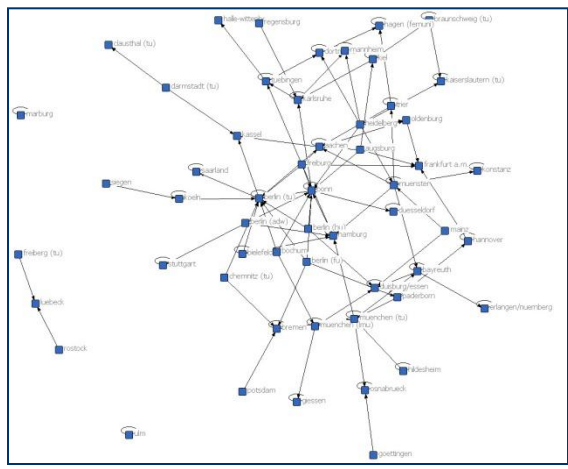 halle-wittenb
regensburg
hagen (fernuni)
braunschweig (tu)
clausthal (tu)
mannheim
kiel
tuebingen
kaiserslautern (tu)
darmstadt (tu)
karlsruhe
trier
marburg
heidelberg
oldenburg
kassel
aachen
augsburg
saarland
freiburg
frankfurt a.m.
konstanz
siegen
muensten
koeln
berlin (tu)
bonn
duesseldorf
berlin (adw)
berlin (hu)
mainz
hamburg
hannover
freiberg (tu)
bielefeld
bochum
stuttgart
berlin (fu)
bayreuth
chemnitz (tu)
duisburg/essen
paderborn
luebeck
erlangen/nuernberg
bremen
muenchen (lmu)
muenchen (tu)
rostock
hildesheim
potsdam
osnabrueck
giessen
ulm
goettingen